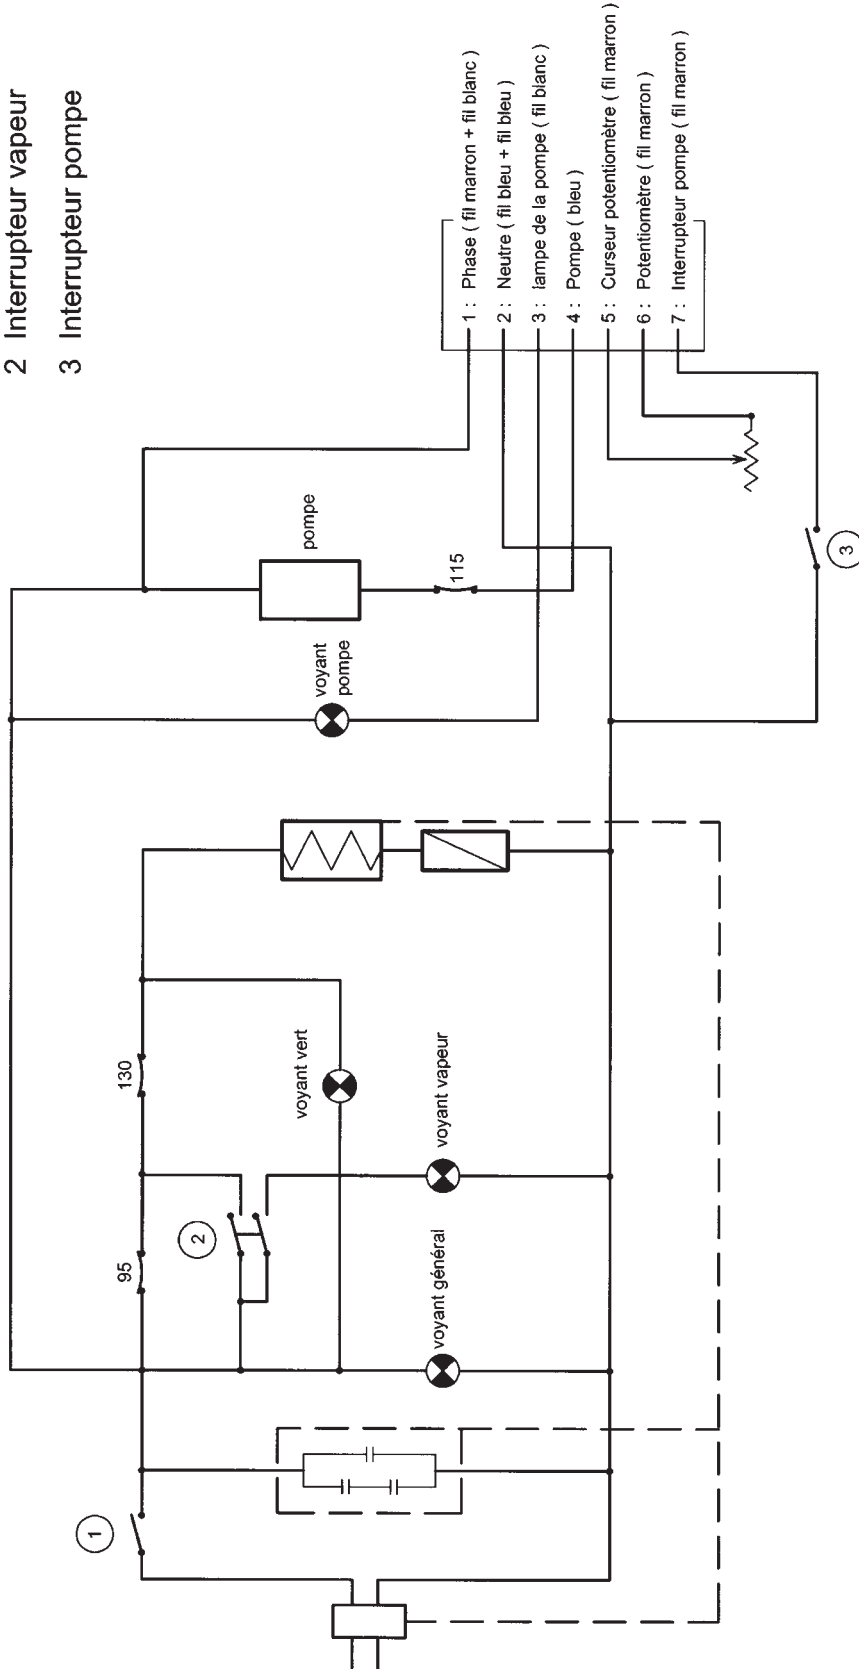 2 Interrupteur vapeur
3 Interrupteur pompe
1 : Phase ( fil marron + fil blanc )
2 : Neutre ( fil bleu + fil bleu )
3 : lampe de la pompe ( fil blanc )
4 : Pompe ( bleu )
5 : Curseur potentiomètre ( fil marron )
6 : Potentiomètre ( fil marron )
7 : Interrupteur pompe ( fil marron )
pompe
115
voyant
pompe
3
130
voyant vert
voyant vapeur
2
95
voyant général
1